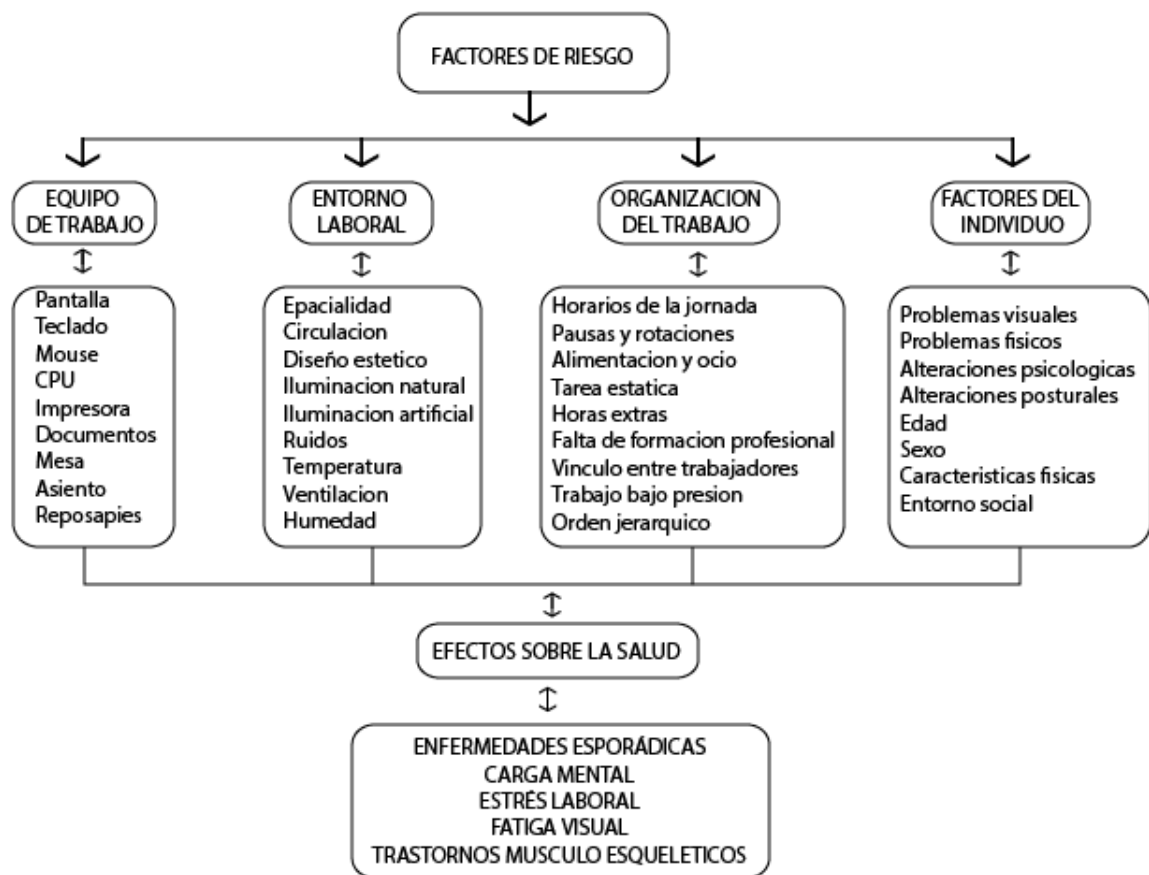 FACTORES DE RIESGO
EQUIPO
DE TRABAJO
ENTORNO
LABORAL
ORGANIZACION
DEL TRABAJO
FACTORES DEL
INDIVIDUO
Pantalla
Teclado
Mouse
CPU
Impresora
Documentos
Mesa
Asiento
Reposapies
Epacialidad
Circulacion
Diseño estetico
Iluminacion natural
Iluminacion artificial
Ruidos
Temperatura
Ventilacion
Humedad
Horarios de la jornada
Pausas y rotaciones
Alimentacion y ocio
Tarea estatica
Horas extras
Falta de formacion profesional
Vinculo entre trabajadores
Trabajo bajo presion
Orden jerarquico
Problemas visuales
Problemas fisicos
Alteraciones psicologicas
Alteraciones posturales
Edad
Sexo
Caracteristicas fisicas
Entorno social
EFECTOS SOBRE LA SALUD
ENFERMEDADES ESPORÁDICAS
CARGA MENTAL
ESTRÉS LABORAL
FATIGA VISUAL
TRASTORNOS MUSCULO ESQUELETICOS